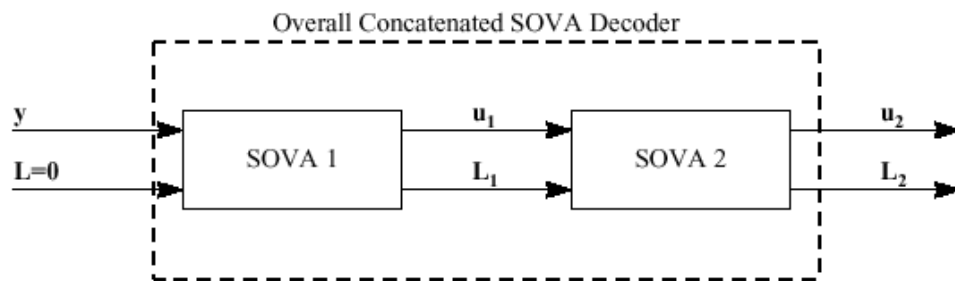 Overall Concatenated SOVA Decoder
y
u₁
u₂
SOVA 1
SOVA 2
L=0
L₁
L₂